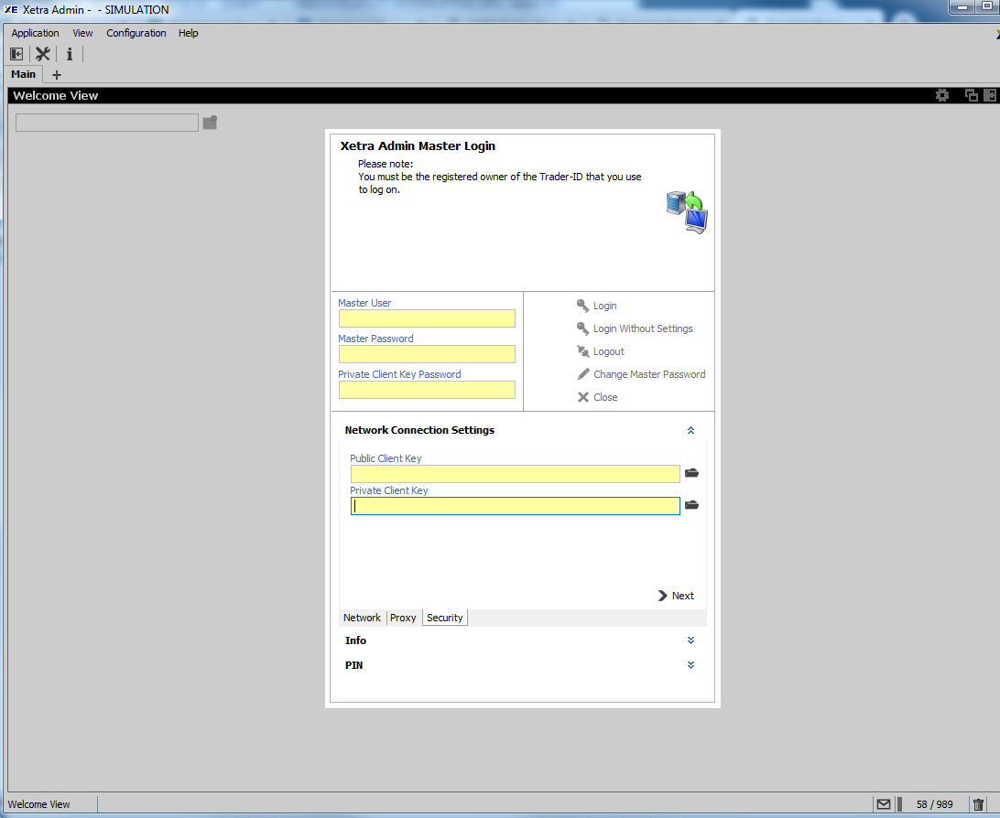 XE Xetra Admin - - SIMULATION
Application View Configuration Help
Main
Welcome View
Xetra Admin Master Login
Please note:
You must be the registered owner of the Trader-ID that you use
to log on.
Master User
Master Password
Private Client Key Password
Login
Login Without Settings
Logout
Change Master Password
Close
Network Connection Settings
Public Client Key
Private Client Key
Next
Network Proxy Security
Info
PIN
Welcome View
58 / 989